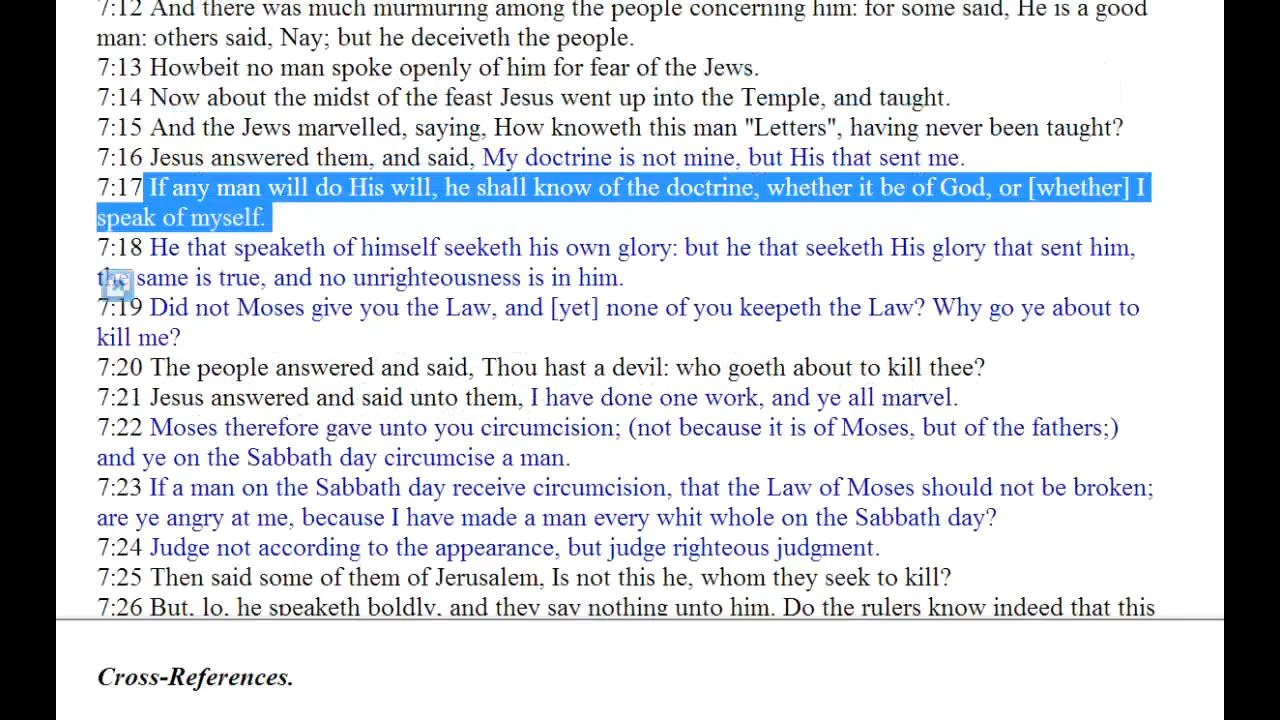 7:12 And there was much murmuring among the people concerning him: for some said, He is a good
man: others said, Nay; but he deceiveth the people.
7:13 Howbeit no man spoke openly of him for fear of the Jews.
7:14 Now about the midst of the feast Jesus went up into the Temple, and taught.
7:15 And the Jews marvelled, saying, How knoweth this man "Letters", having never been taught?
7:16 Jesus answered them, and said, My doctrine is not mine, but His that sent me.
7:17 If any man will do His will, he shall know of the doctrine, whether it be of God, or [whether] I
speak of myself.
7:18 He that speaketh of himself seeketh his own glory: but he that seeketh His glory that sent him,
the same is true, and no unrighteousness is in him.
7:19 Did not Moses give you the Law, and [yet] none of you keepeth the Law? Why go ye about to
kill me?
7:20 The people answered and said, Thou hast a devil: who goeth about to kill thee?
7:21 Jesus answered and said unto them, I have done one work, and ye all marvel.
7:22 Moses therefore gave unto you circumcision; (not because it is of Moses, but of the fathers;)
and ye on the Sabbath day circumcise a man.
7:23 If a man on the Sabbath day receive circumcision, that the Law of Moses should not be broken;
are ye angry at me, because I have made a man every whit whole on the Sabbath day?
7:24 Judge not according to the appearance, but judge righteous judgment.
7:25 Then said some of them of Jerusalem, Is not this he, whom they seek to kill?
7:26 But, lo, he speaketh boldly, and they say nothing unto him. Do the rulers know indeed that this
Cross-References.